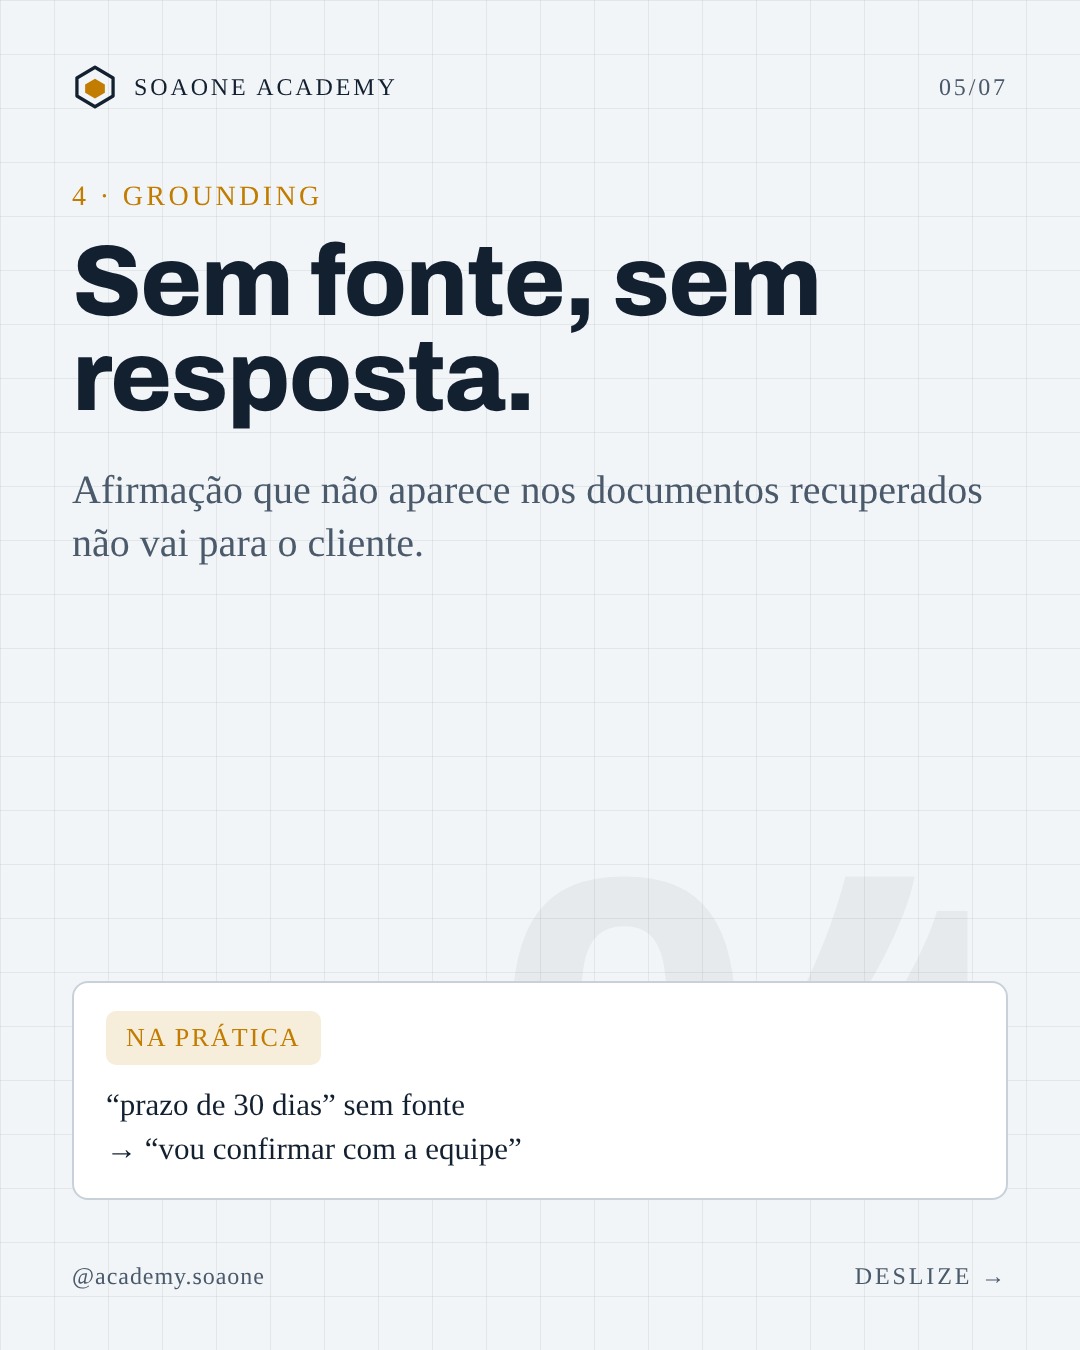 SOAONE ACADEMY
05/07
4 · GROUNDING
Sem fonte, sem
resposta.
Afirmação que não aparece nos documentos recuperados
não vai para o cliente.
04
NA PRÁTICA
“prazo de 30 dias” sem fonte
→ “vou confirmar com a equipe”
@academy.soaone
DESLIZE →